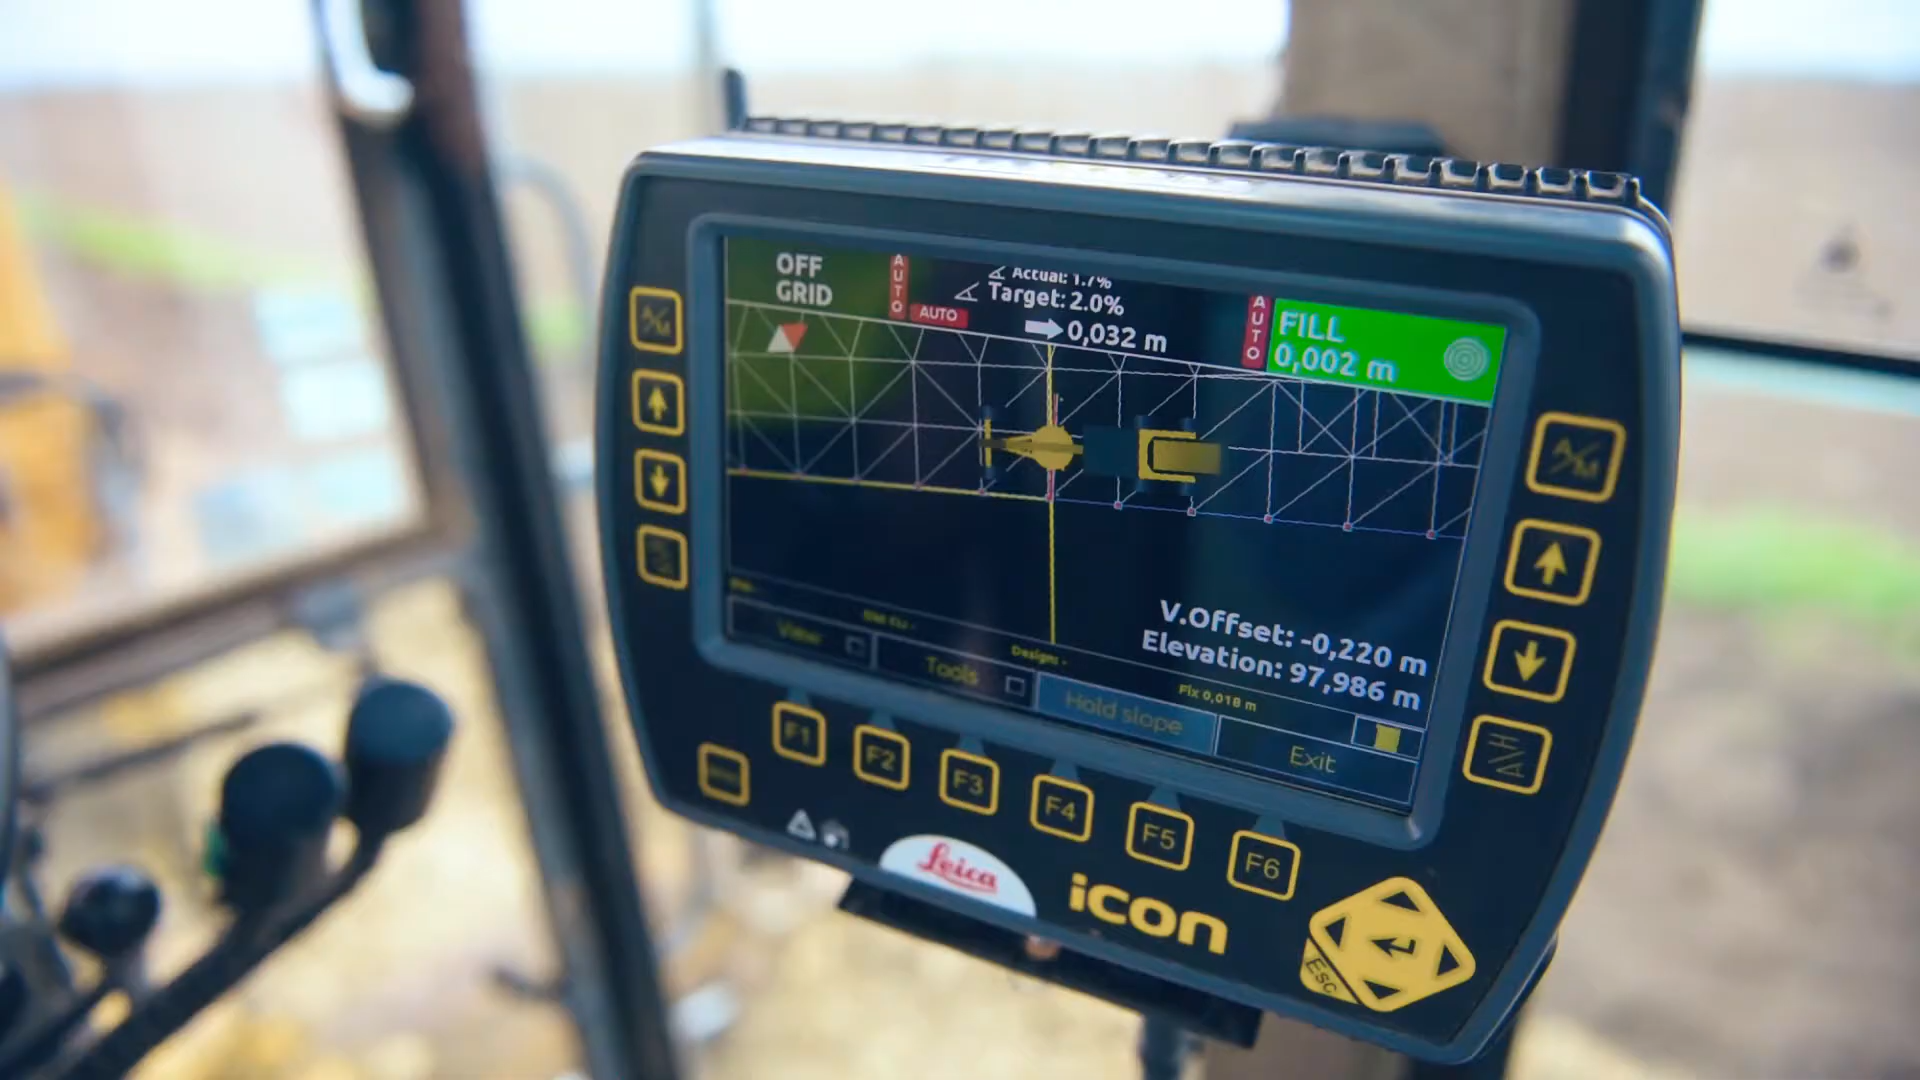 OFF
GRID
AUTO
AUTO
Actual: 1.7%
Target: 2.0%
0,032 m
AUTO
FILL
0,002 m
V.Offset: -0,220 m
Elevation: 97,986 m
Fix 0,018 m
Design: -
View
Tools
Hold slope
Exit
A/M
A/M
F1
F2
F3
F4
F5
F6
Leica
iCON
Esc